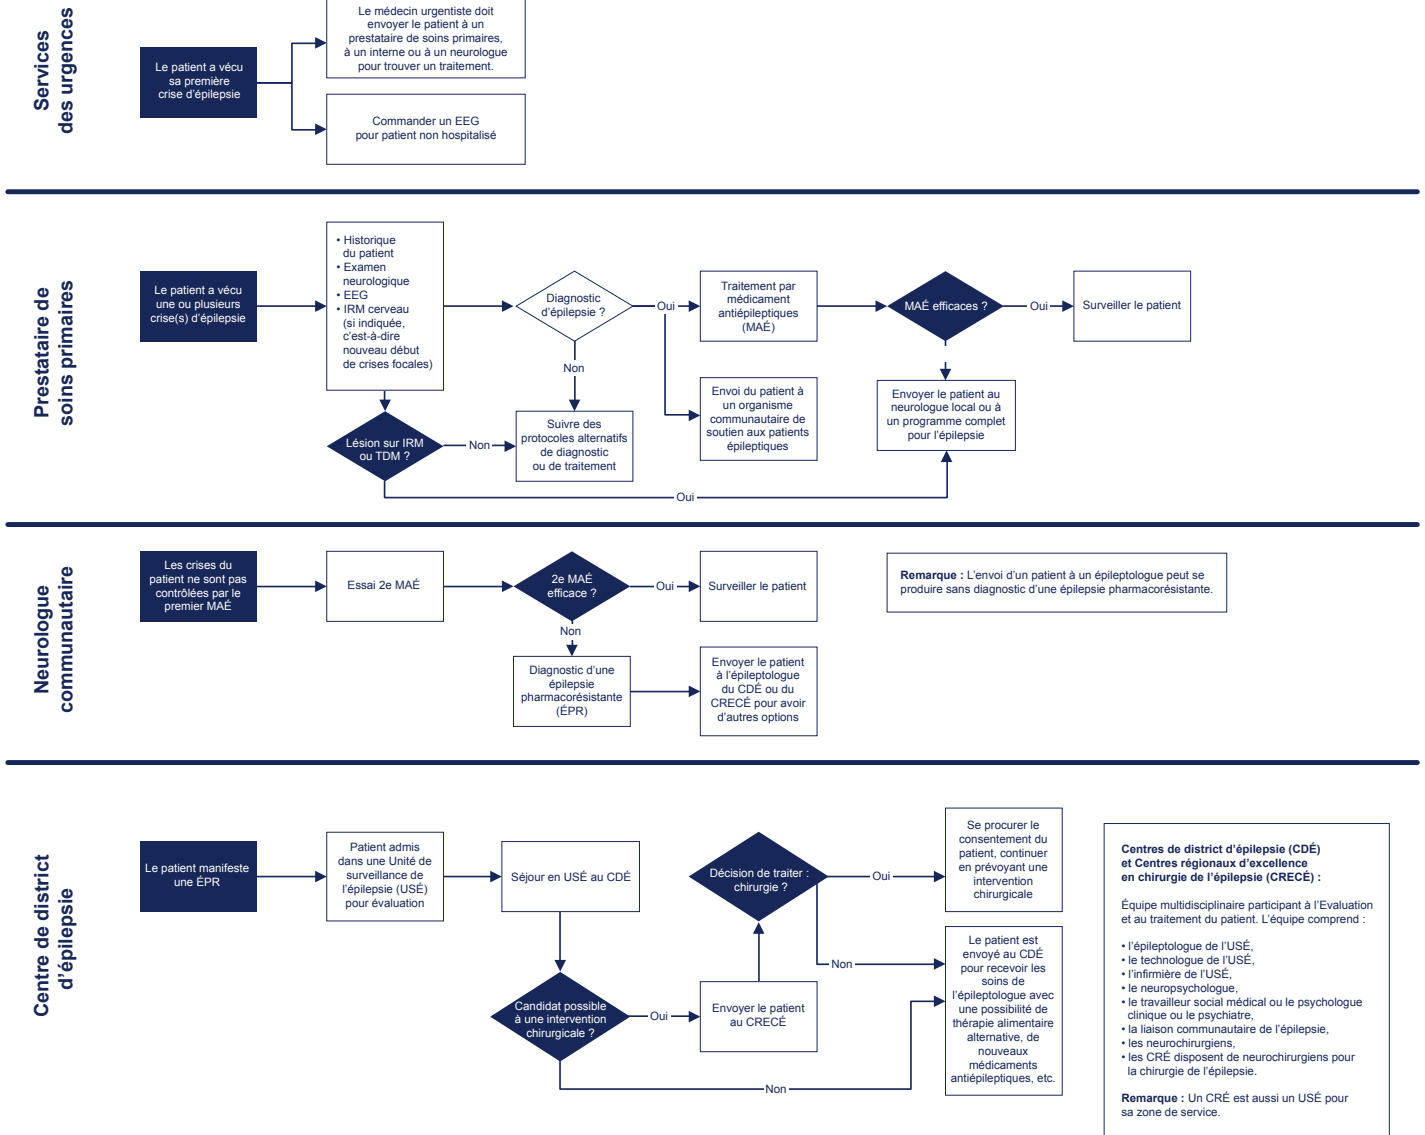 Services
des urgences
Le patient a vécu
sa première
crise d'épilepsie
Le médecin urgentiste doit
envoyer le patient à un
prestataire de soins primaires,
à un interne ou à un neurologue
pour trouver un traitement.
Commander un EEG
pour patient non hospitalisé
Prestataire de
soins primaires
Le patient a vécu
une ou plusieurs
crise(s) d'épilepsie
• Historique
du patient
• Examen
neurologique
• EEG
• IRM cerveau
(si indiquée,
c'est-à-dire
nouveau début
de crises focales)
Diagnostic
d'épilepsie ?
Oui
Traitement par
médicament
antiépileptiques
(MAÉ)
MAÉ efficaces ?
Oui
Surveiller le patient
Non
Envoi du patient à
un organisme
communautaire de
soutien aux patients
épileptiques
Envoyer le patient au
neurologue local ou à
un programme complet
pour l'épilepsie
Lésion sur IRM
ou TDM ?
Non
Suivre des
protocoles alternatifs
de diagnostic
ou de traitement
Oui
Neurologue
communautaire
Les crises du
patient ne sont pas
contrôlées par le
premier MAÉ
Essai 2e MAÉ
2e MAÉ
efficace ?
Oui
Surveiller le patient
Remarque : L'envoi d'un patient à un épileptologue peut se
produire sans diagnostic d'une épilepsie pharmacorésistante.
Non
Diagnostic d'une
épilepsie
pharmacorésistante
(ÉPR)
Envoyer le patient
à l'épileptologue
du CDÉ ou du
CRECÉ pour avoir
d'autres options
Centre de district
d'épilepsie
Le patient manifeste
une ÉPR
Patient admis
dans une Unité de
surveillance de
l'épilepsie (USÉ)
pour évaluation
Séjour en USÉ au CDÉ
Décision de traiter :
chirurgie ?
Oui
Se procurer le
consentement du
patient, continuer
en prévoyant une
intervention
chirurgicale
Non
Le patient est
envoyé au CDÉ
pour recevoir les
soins de
l'épileptologue avec
une possibilité de
thérapie alimentaire
alternative, de
nouveaux
médicaments
antiépileptiques, etc.
Candidat possible
à une intervention
chirurgicale ?
Oui
Envoyer le patient
au CRECÉ
Non
Centres de district d'épilepsie (CDÉ)
et Centres régionaux d'excellence
en chirurgie de l'épilepsie (CRECÉ) :
Équipe multidisciplinaire participant à l'Evaluation
et au traitement du patient. L'équipe comprend :
• l'épileptologue de l'USÉ,
• le technologue de l'USÉ,
• l'infirmière de l'USÉ,
• le neuropsychologue,
• le travailleur social médical ou le psychologue
clinique ou le psychiatre,
• la liaison communautaire de l'épilepsie,
• les neurochirurgiens,
• les CRÉ disposent de neurochirurgiens pour
la chirurgie de l'épilepsie.
Remarque : Un CRÉ est aussi un USÉ pour
sa zone de service.